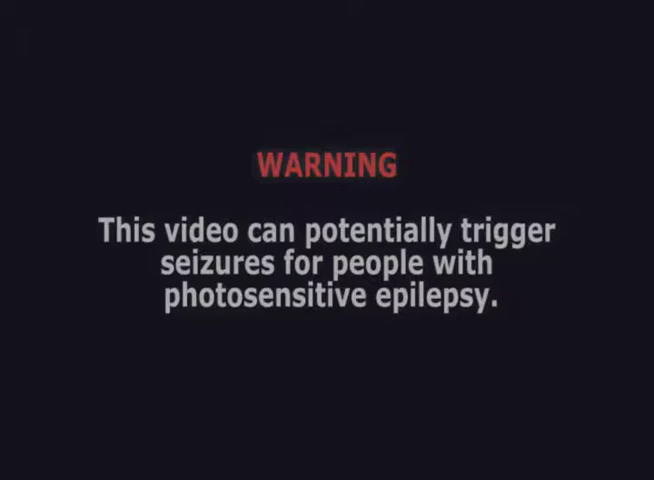 WARNING
This video can potentially trigger
seizures for people with
photosensitive epilepsy.